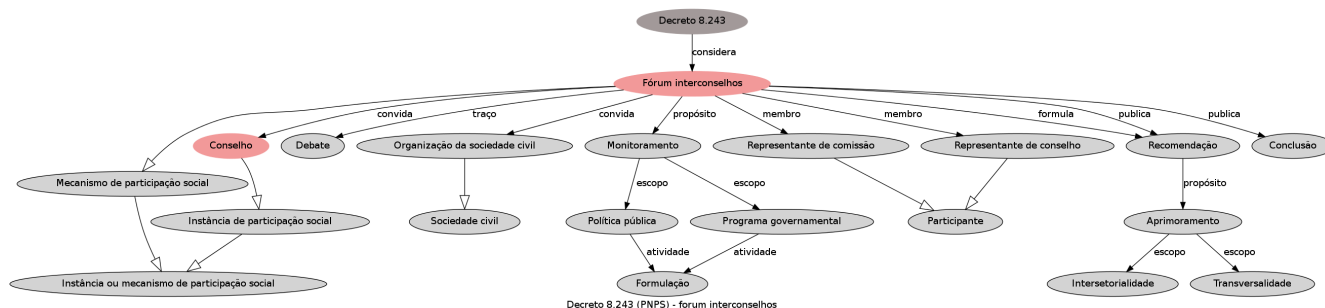 Decreto 8.243
considera
Fórum interconselhos
convida
traço
convida
propósito
membro
membro
formula
publica
publica
Conselho
Debate
Organização da sociedade civil
Monitoramento
Representante de comissão
Representante de conselho
Recomendação
Conclusão
Mecanismo de participação social
escopo
escopo
propósito
Instância de participação social
Sociedade civil
Política pública
Programa governamental
Participante
Aprimoramento
atividade
atividade
escopo
escopo
Instância ou mecanismo de participação social
Formulação
Intersetorialidade
Transversalidade
Decreto 8.243 (PNPS) - forum interconselhos